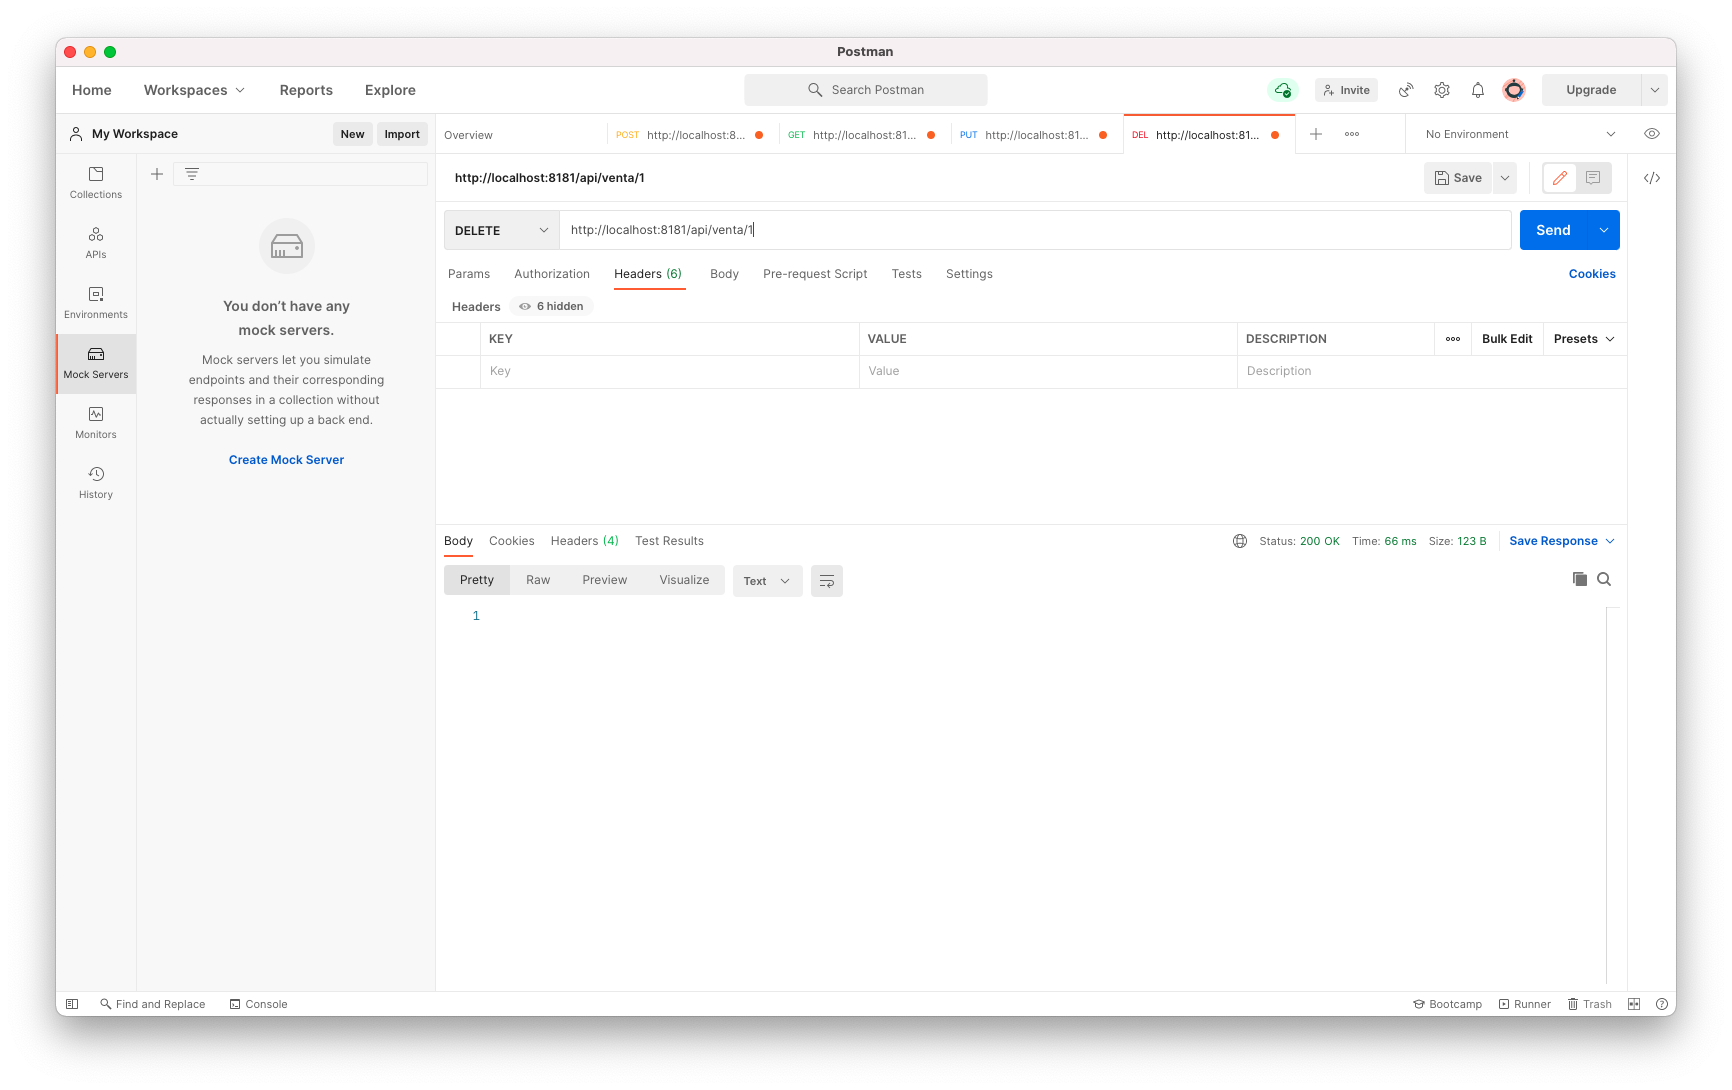 Postman
Home Workspaces Reports Explore Search Postman Invite Upgrade
My Workspace New Import Overview POST http://localhost:8... GET http://localhost:81... PUT http://localhost:81... DEL http://localhost:81... No Environment
Collections
APIs
Environments
Mock Servers
Monitors
History
You don't have any
mock servers.
Mock servers let you simulate
endpoints and their corresponding
responses in a collection without
actually setting up a back end.
Create Mock Server
http://localhost:8181/api/venta/1 Save </>
DELETE http://localhost:8181/api/venta/1 Send
Params Authorization Headers (6) Body Pre-request Script Tests Settings Cookies
Headers 6 hidden
KEY VALUE DESCRIPTION Bulk Edit Presets
Key Value Description
Body Cookies Headers (4) Test Results Status: 200 OK Time: 66 ms Size: 123 B Save Response
Pretty Raw Preview Visualize Text
1
Find and Replace Console Bootcamp Runner Trash